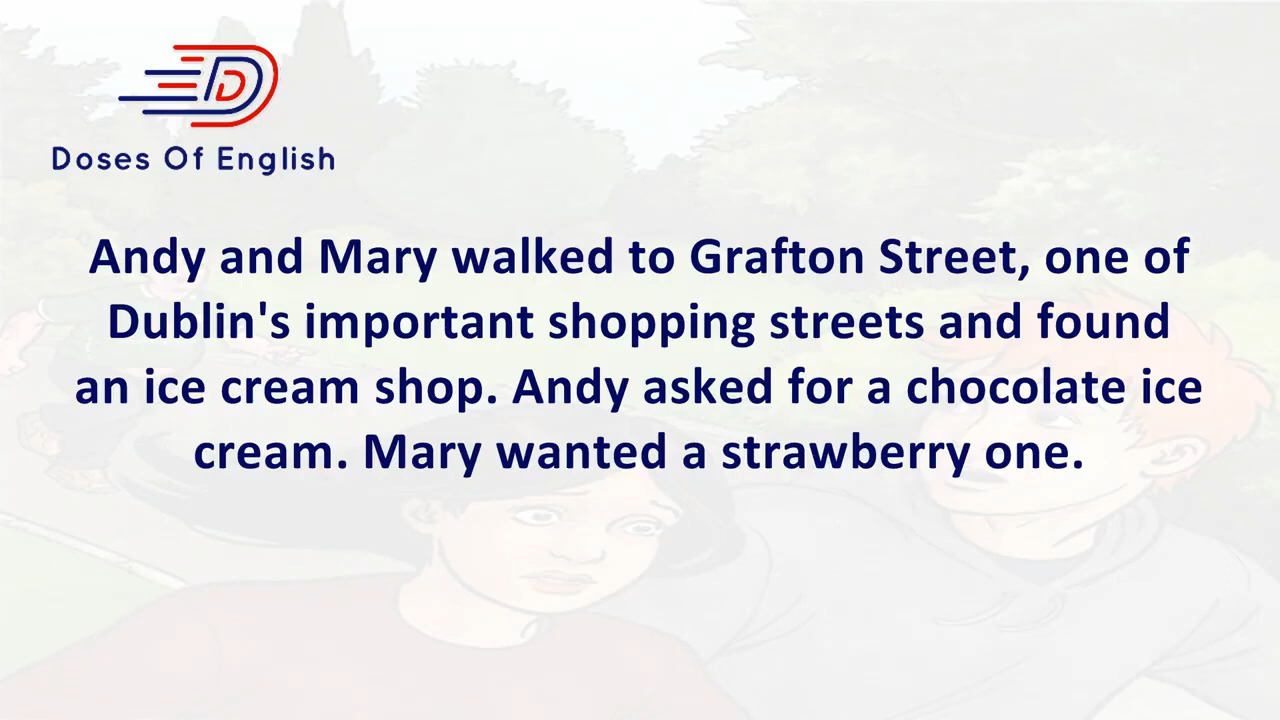 Doses Of English
Andy and Mary walked to Grafton Street, one of
Dublin's important shopping streets and found
an ice cream shop. Andy asked for a chocolate ice
cream. Mary wanted a strawberry one.